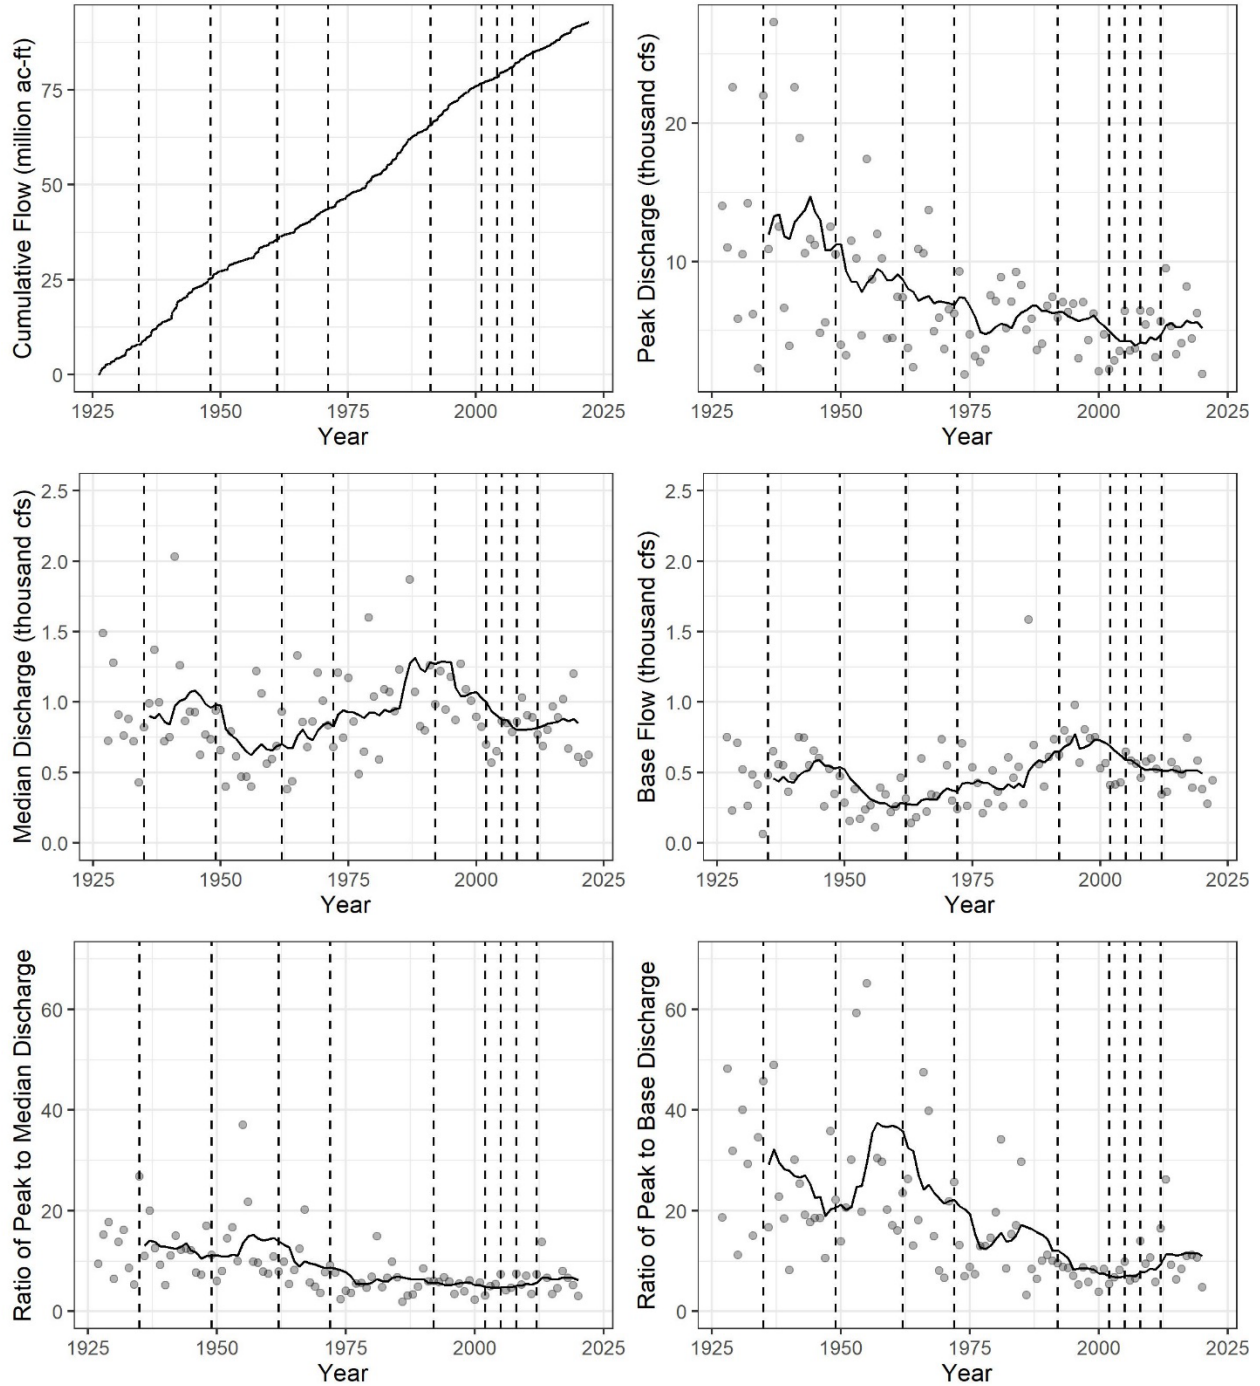 Cumulative Flow (million ac-ft)
75
50
25
0
1925 1950 1975 2000 2025
Year
Peak Discharge (thousand cfs)
20
10
1925 1950 1975 2000 2025
Year
Median Discharge (thousand cfs)
2.5
2.0
1.5
1.0
0.5
0.0
1925 1950 1975 2000 2025
Year
Base Flow (thousand cfs)
2.5
2.0
1.5
1.0
0.5
0.0
1925 1950 1975 2000 2025
Year
Ratio of Peak to Median Discharge
60
40
20
0
1925 1950 1975 2000 2025
Year
Ratio of Peak to Base Discharge
60
40
20
0
1925 1950 1975 2000 2025
Year